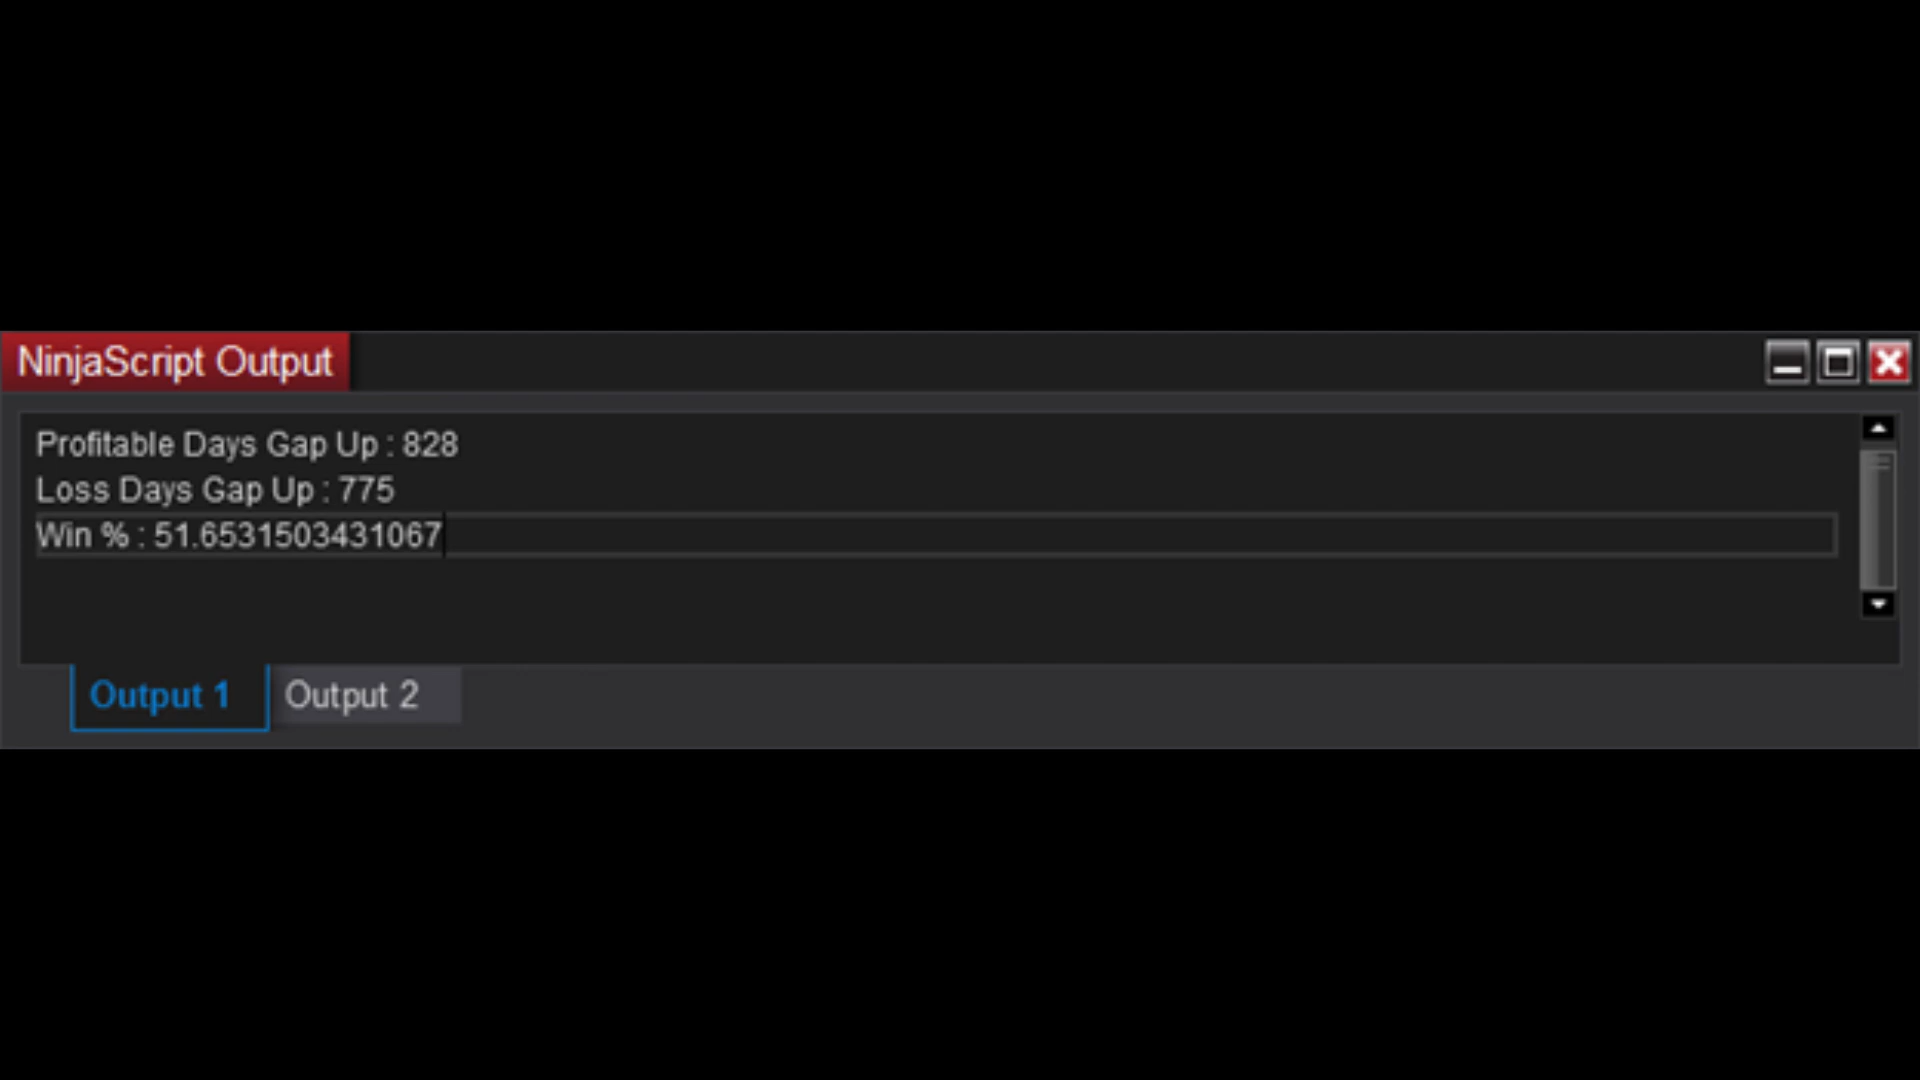 NinjaScript Output
Profitable Days Gap Up : 828
Loss Days Gap Up : 775
Win % : 51.6531503431067
Output 1 Output 2